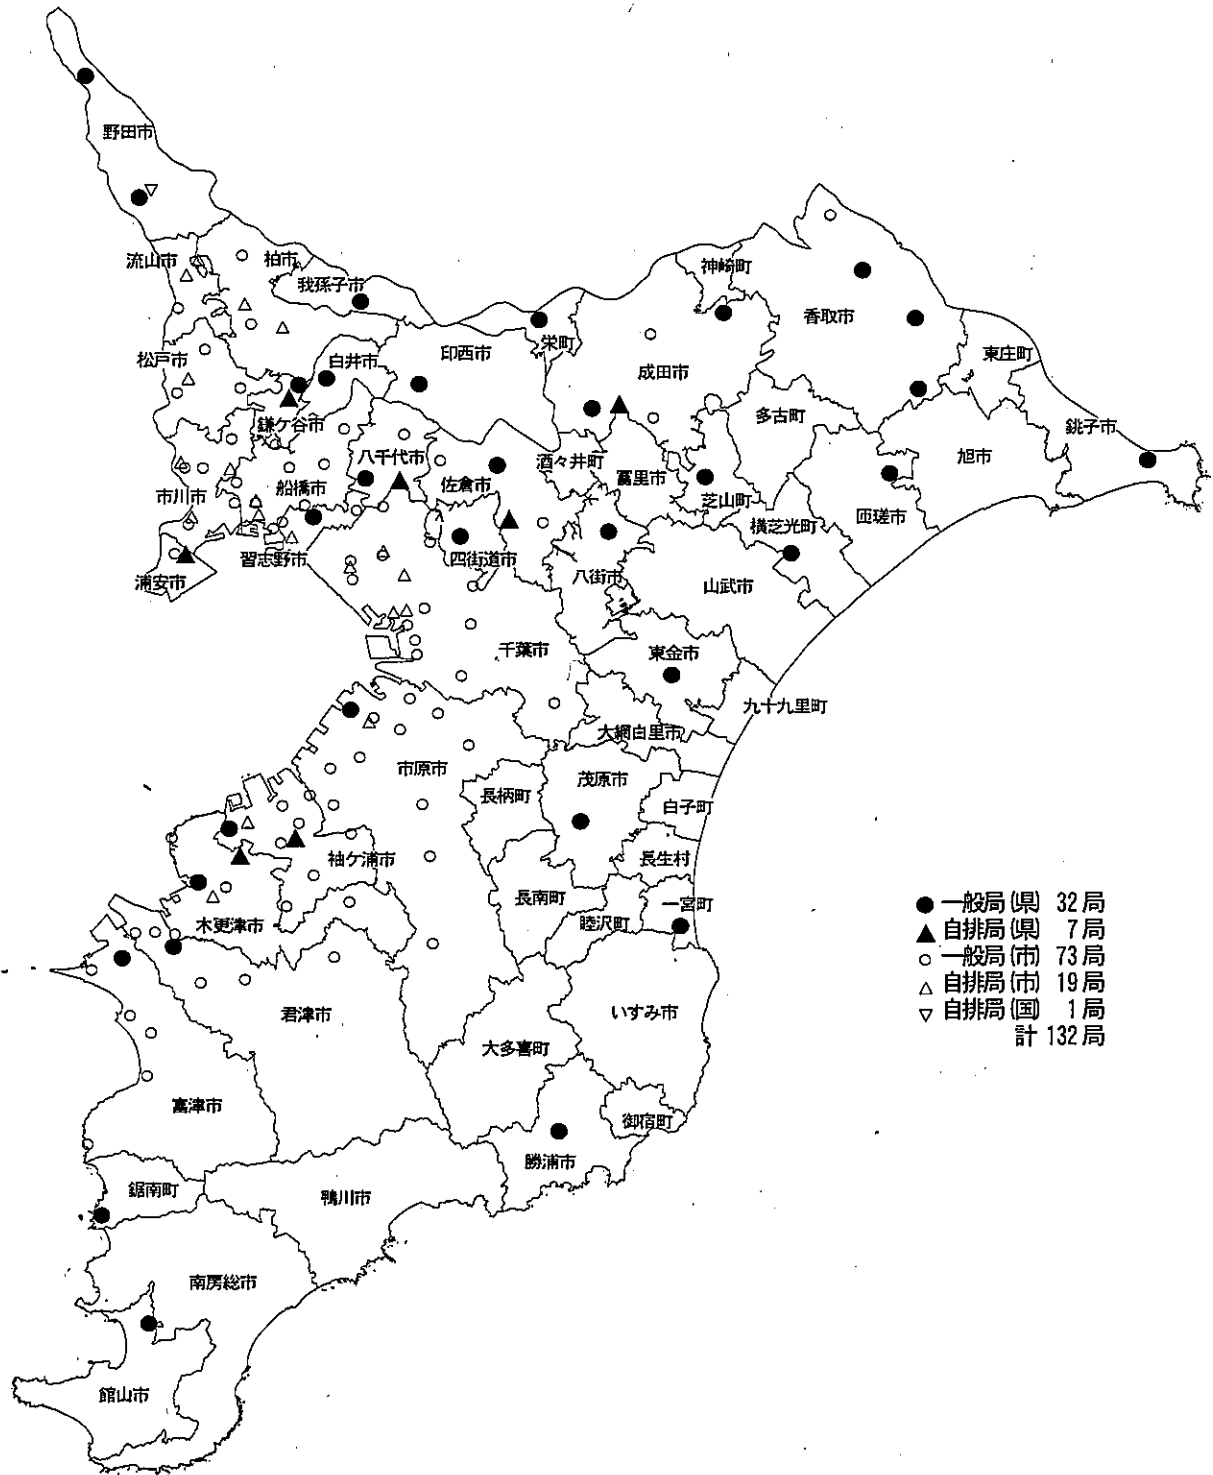 野田市
流山市
柏市
我孫子市
神崎町
香取市
松戸市
白井市
印西市
栄町
成田市
東庄町
鎌ケ谷市
多古町
銚子市
市川市
船橋市
八千代市
佐倉市
酒々井町
富里市
芝山町
旭市
浦安市
習志野市
四街道市
八街市
横芝光町
匝瑳市
山武市
千葉市
東金市
九十九里町
大網白里市
市原市
長柄町
茂原市
白子町
袖ケ浦市
長生村
長南町
睦沢町
一宮町
木更津市
君津市
いすみ市
大多喜町
富津市
御宿町
勝浦市
鋸南町
鴨川市
南房総市
館山市
● 一般局(県) 32局
▲ 自排局(県) 7局
○ 一般局(市) 73局
△ 自排局(市) 19局
▽ 自排局(国) 1局
計 132局